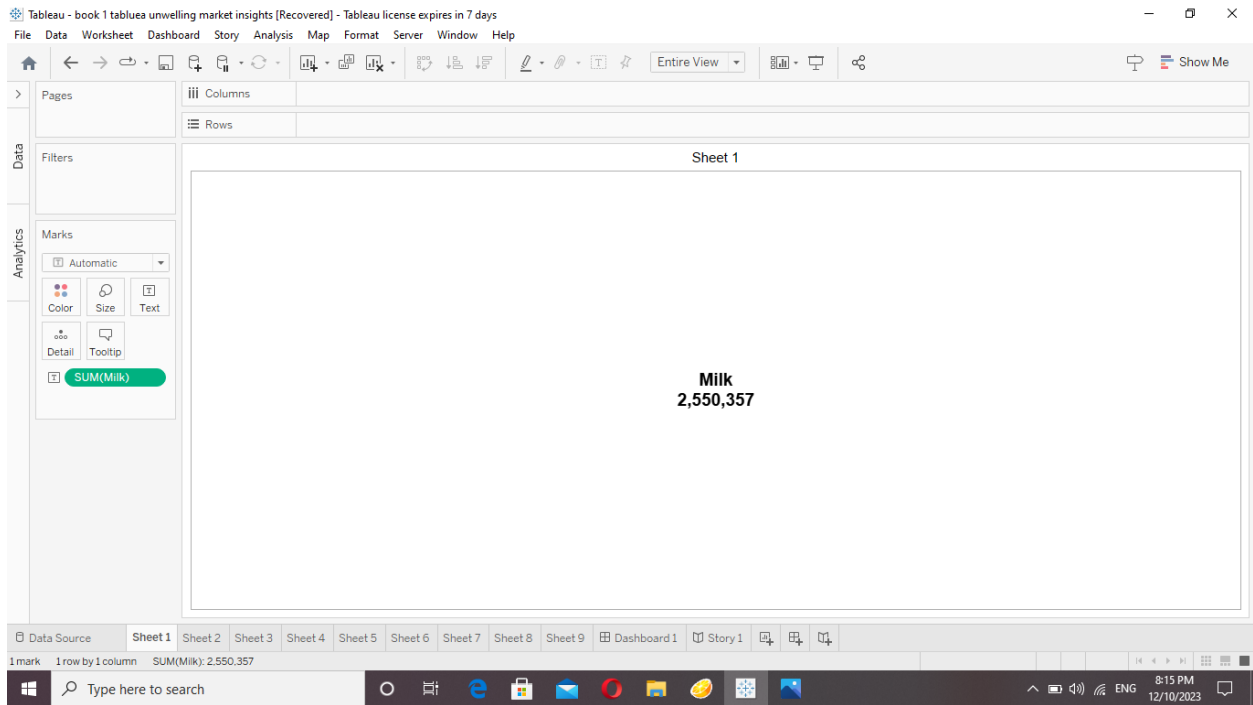 Tableau - book 1 tabluea unwelling market insights [Recovered] - Tableau license expires in 7 days
File Data Worksheet Dashboard Story Analysis Map Format Server Window Help
Entire View
Show Me
Pages
Columns
Rows
Data
Filters
Sheet 1
Analytics
Marks
Automatic
Color Size Text
Detail Tooltip
SUM(Milk)
Milk
2,550,357
Data Source Sheet 1 Sheet 2 Sheet 3 Sheet 4 Sheet 5 Sheet 6 Sheet 7 Sheet 8 Sheet 9 Dashboard 1 Story 1
1 mark 1 row by 1 column SUM(Milk): 2,550,357
Type here to search
ENG
8:15 PM
12/10/2023